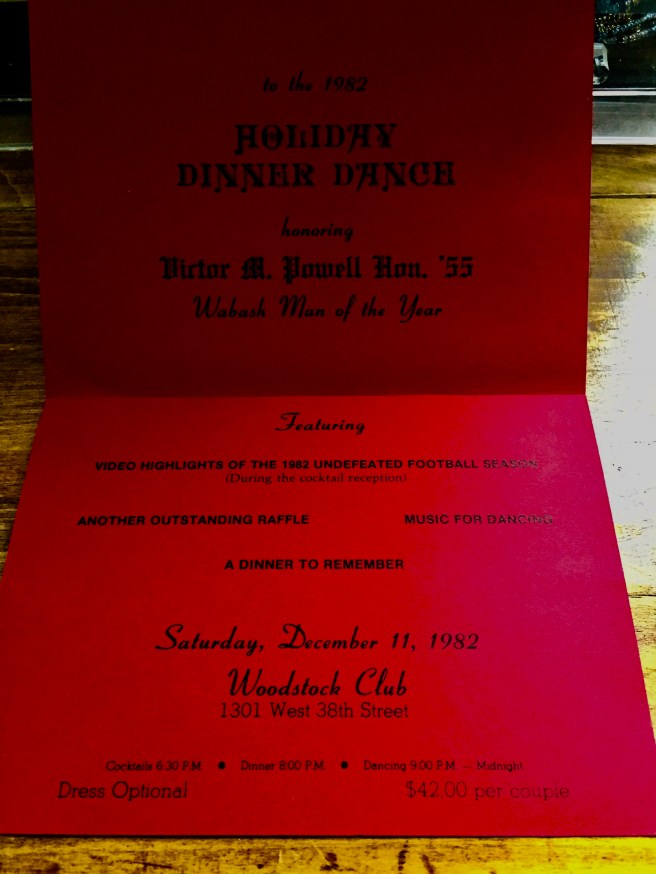 to the 1982
HOLIDAY
DINNER DANCE
honoring
Victor M. Powell Hon. '55
Wabash Man of the Year
Featuring
VIDEO HIGHLIGHTS OF THE 1982 UNDEFEATED FOOTBALL SEASON
(During the cocktail reception)
ANOTHER OUTSTANDING RAFFLE MUSIC FOR DANCING
A DINNER TO REMEMBER
Saturday, December 11, 1982
Woodstock Club
1301 West 38th Street
Cocktails 6:30 P.M. • Dinner 8:00 P.M. • Dancing 9:00 P.M. — Midnight
Dress Optional $42.00 per couple